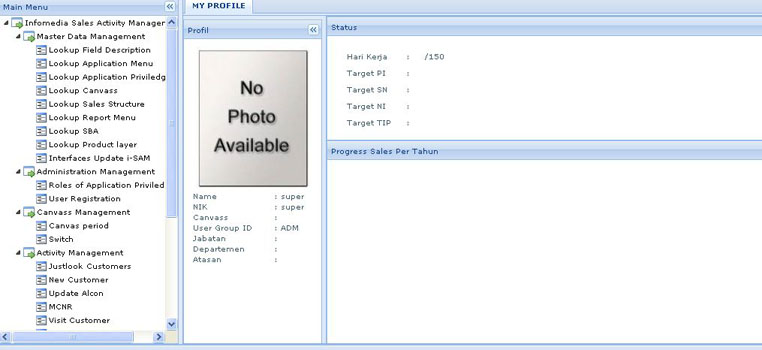 Main Menu
Infomedia Sales Activity Manager
Master Data Management
Lookup Field Description
Lookup Application Menu
Lookup Application Priviledg
Lookup Canvass
Lookup Sales Structure
Lookup Report Menu
Lookup SBA
Lookup Product layer
Interfaces Update i-SAM
Administration Management
Roles of Application Priviled
User Registration
Canvass Management
Canvas period
Switch
Activity Management
Justlook Customers
New Customer
Update Alcon
MCNR
Visit Customer
MY PROFILE
Profil
No
Photo
Available
Name : super
NIK : super
Canvass :
User Group ID : ADM
Jabatan :
Departemen :
Atasan :
Status
Hari Kerja : /150
Target PI :
Target SN :
Target NI :
Target TIP :
Progress Sales Per Tahun